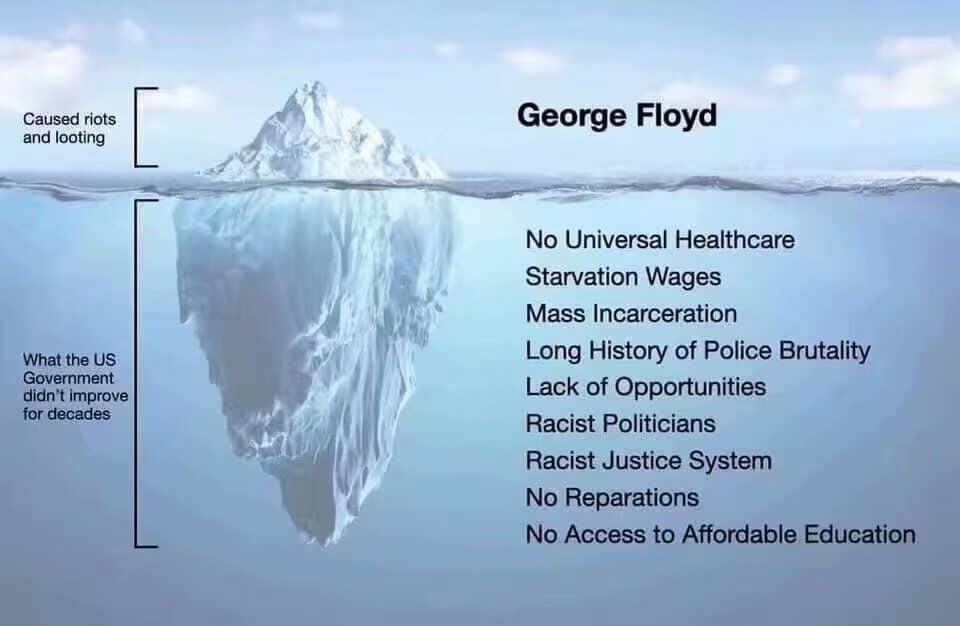 Caused riots
and looting
George Floyd
No Universal Healthcare
Starvation Wages
Mass Incarceration
Long History of Police Brutality
Lack of Opportunities
Racist Politicians
Racist Justice System
No Reparations
No Access to Affordable Education
What the US
Government
didn't improve
for decades